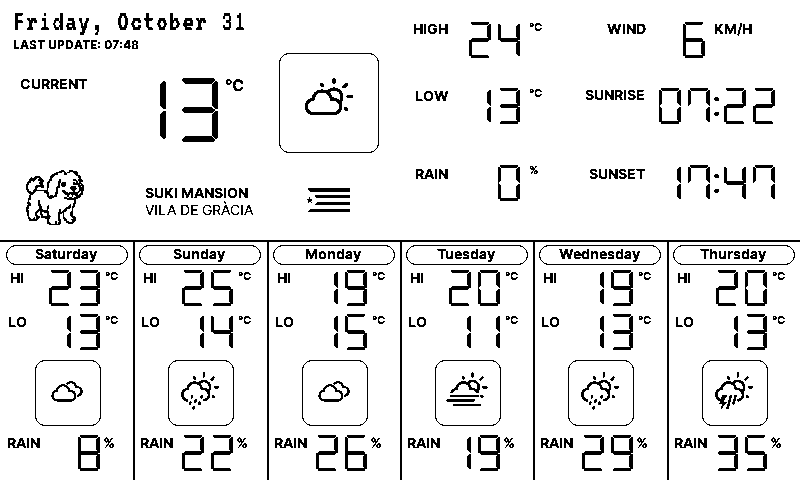 Friday, October 31
LAST UPDATE: 07:48
CURRENT 13 °C
SUKI MANSION
VILA DE GRÀCIA
HIGH 24 °C
WIND 6 KM/H
LOW 13 °C
SUNRISE 07:22
RAIN 0 %
SUNSET 17:47
Saturday
HI 23 °C
LO 13 °C
RAIN 8 %
Sunday
HI 25 °C
LO 14 °C
RAIN 22 %
Monday
HI 19 °C
LO 15 °C
RAIN 26 %
Tuesday
HI 20 °C
LO 11 °C
RAIN 19 %
Wednesday
HI 19 °C
LO 13 °C
RAIN 29 %
Thursday
HI 20 °C
LO 13 °C
RAIN 35 %